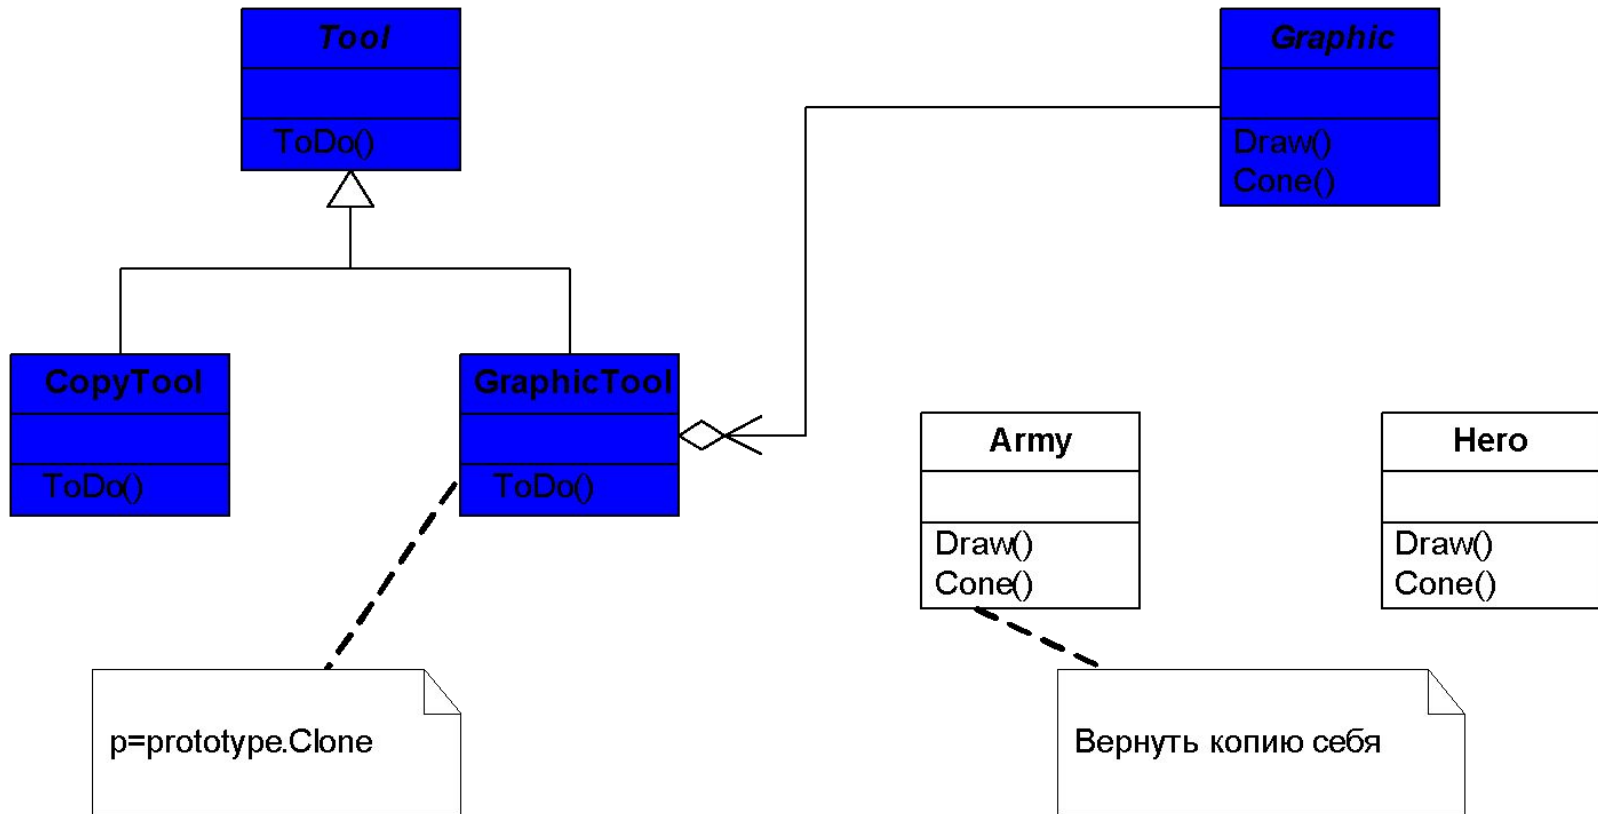 Tool
ToDo()
Graphic
Draw()
Cone()
CopyTool
ToDo()
GraphicTool
ToDo()
Army
Draw()
Cone()
Hero
Draw()
Cone()
p=prototype.Clone
Вернуть копию себя